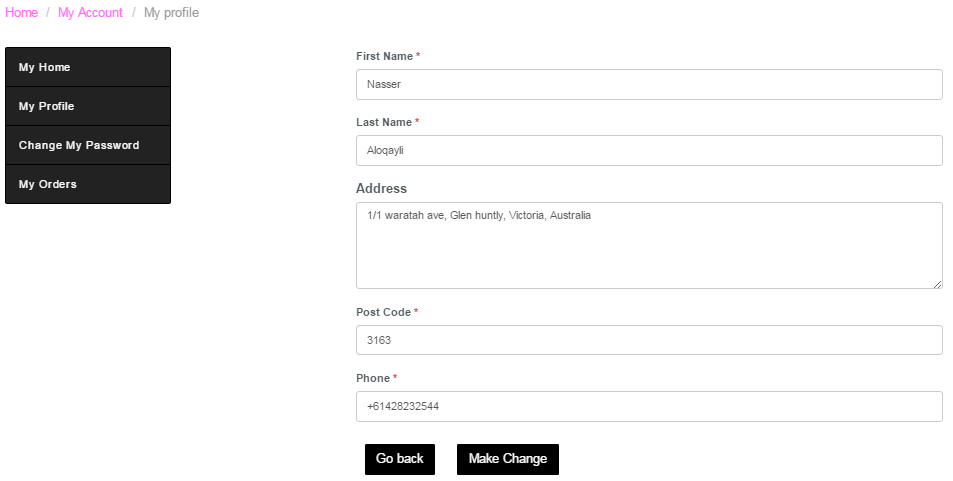 Home / My Account / My profile
My Home
My Profile
Change My Password
My Orders
First Name *
Nasser
Last Name *
Aloqayli
Address
1/1 waratah ave, Glen huntly, Victoria, Australia
Post Code *
3163
Phone *
+61428232544
Go back Make Change